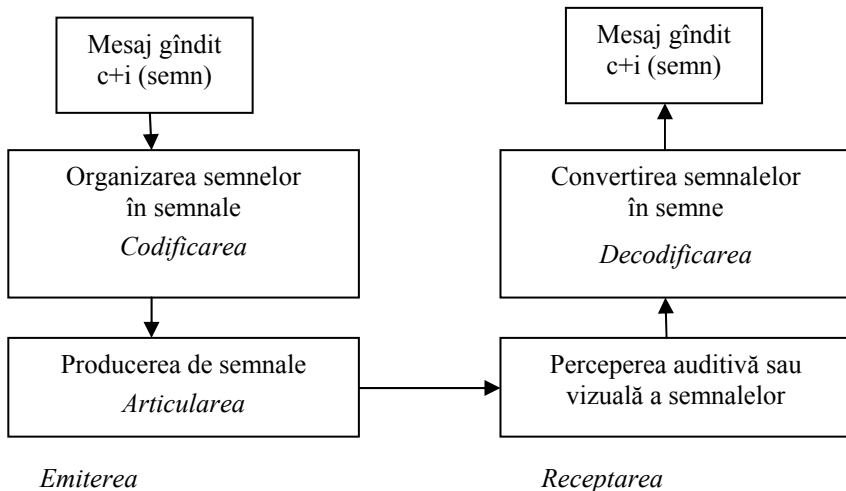 Mesaj gîndit
c+i (semn)
Organizarea semnelor
în semnale
Codificarea
Producerea de semnale
Articularea
Emiterea
Mesaj gîndit
c+i (semn)
Convertirea semnalelor
în semne
Decodificarea
Perceperea auditivă sau
vizuală a semnalelor
Receptarea